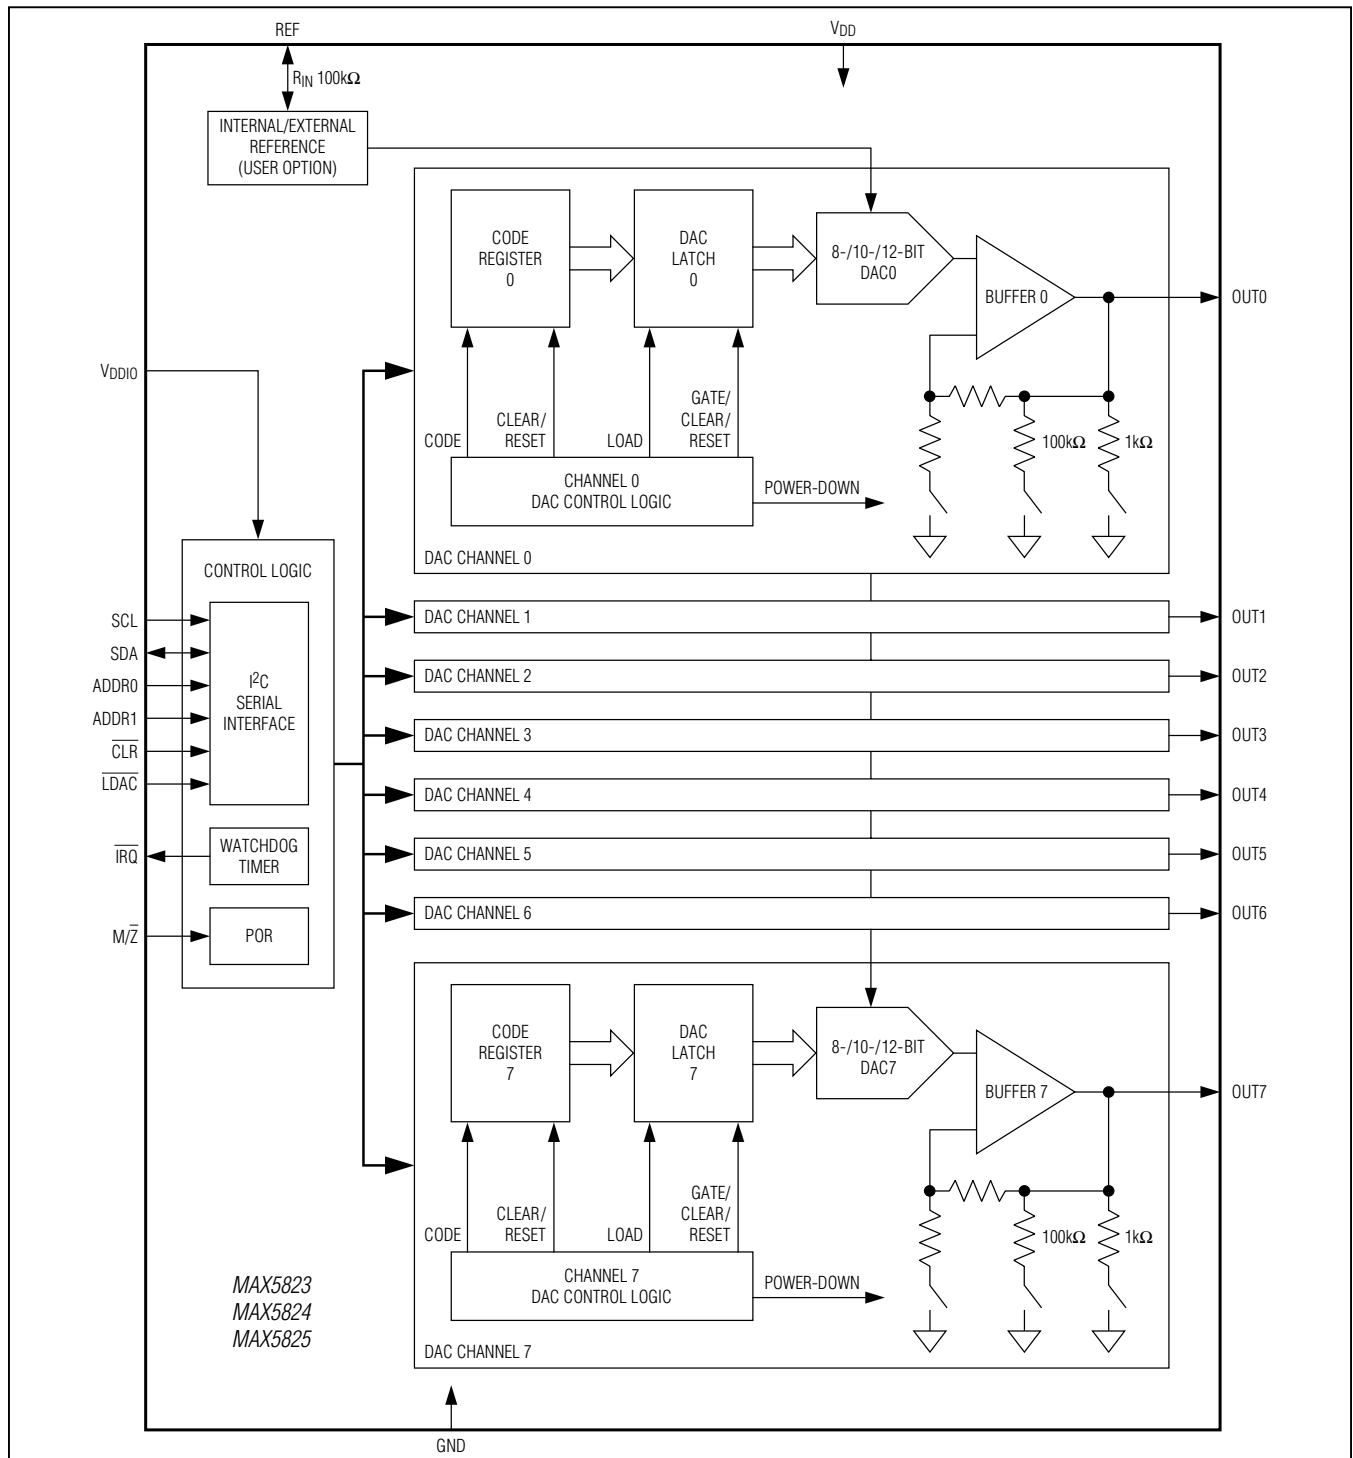 REF
VDD
RIN 100kΩ
INTERNAL/EXTERNAL
REFERENCE
(USER OPTION)
CODE
REGISTER
0
DAC
LATCH
0
8-/10-/12-BIT
DAC0
BUFFER 0
OUT0
VDDIO
CODE
CLEAR/
RESET
LOAD
GATE/
CLEAR/
RESET
100kΩ
1kΩ
CHANNEL 0
DAC CONTROL LOGIC
POWER-DOWN
DAC CHANNEL 0
CONTROL LOGIC
SCL
SDA
ADDR0
ADDR1
CLR
LDAC
I2C
SERIAL
INTERFACE
IRQ
WATCHDOG
TIMER
M/Z
POR
DAC CHANNEL 1
OUT1
DAC CHANNEL 2
OUT2
DAC CHANNEL 3
OUT3
DAC CHANNEL 4
OUT4
DAC CHANNEL 5
OUT5
DAC CHANNEL 6
OUT6
CODE
REGISTER
7
DAC
LATCH
7
8-/10-/12-BIT
DAC7
BUFFER 7
OUT7
CODE
CLEAR/
RESET
LOAD
GATE/
CLEAR/
RESET
100kΩ
1kΩ
CHANNEL 7
DAC CONTROL LOGIC
POWER-DOWN
DAC CHANNEL 7
MAX5823
MAX5824
MAX5825
GND